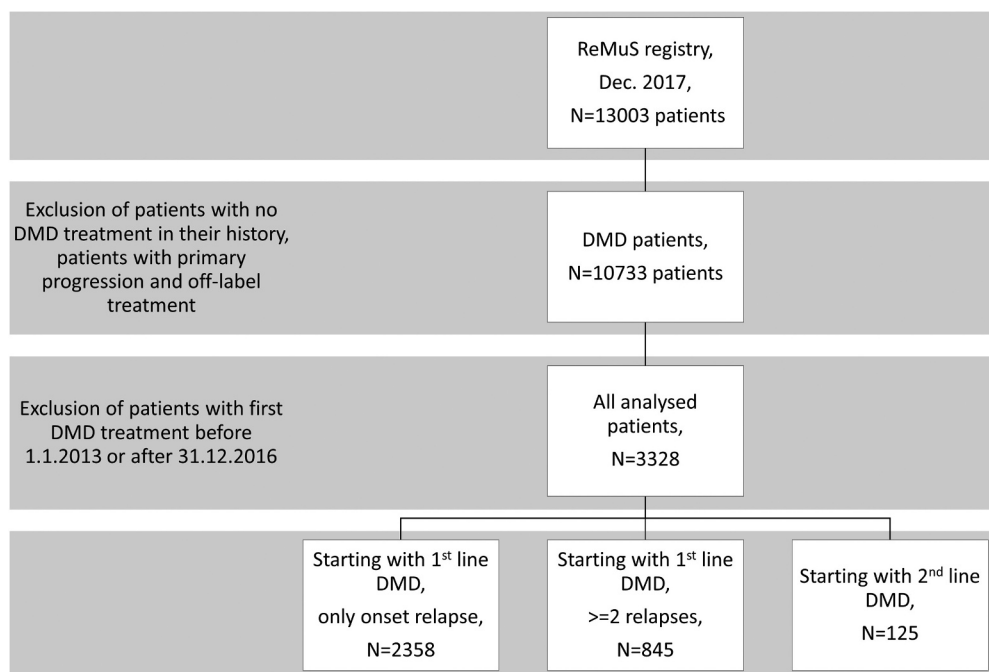 ReMuS registry,
Dec. 2017,
N=13003 patients
Exclusion of patients with no
DMD treatment in their history,
patients with primary
progression and off-label
treatment
DMD patients,
N=10733 patients
Exclusion of patients with first
DMD treatment before
1.1.2013 or after 31.12.2016
All analysed
patients,
N=3328
Starting with 1st line
DMD,
only onset relapse,
N=2358
Starting with 1st line
DMD,
>=2 relapses,
N=845
Starting with 2nd line
DMD,
N=125